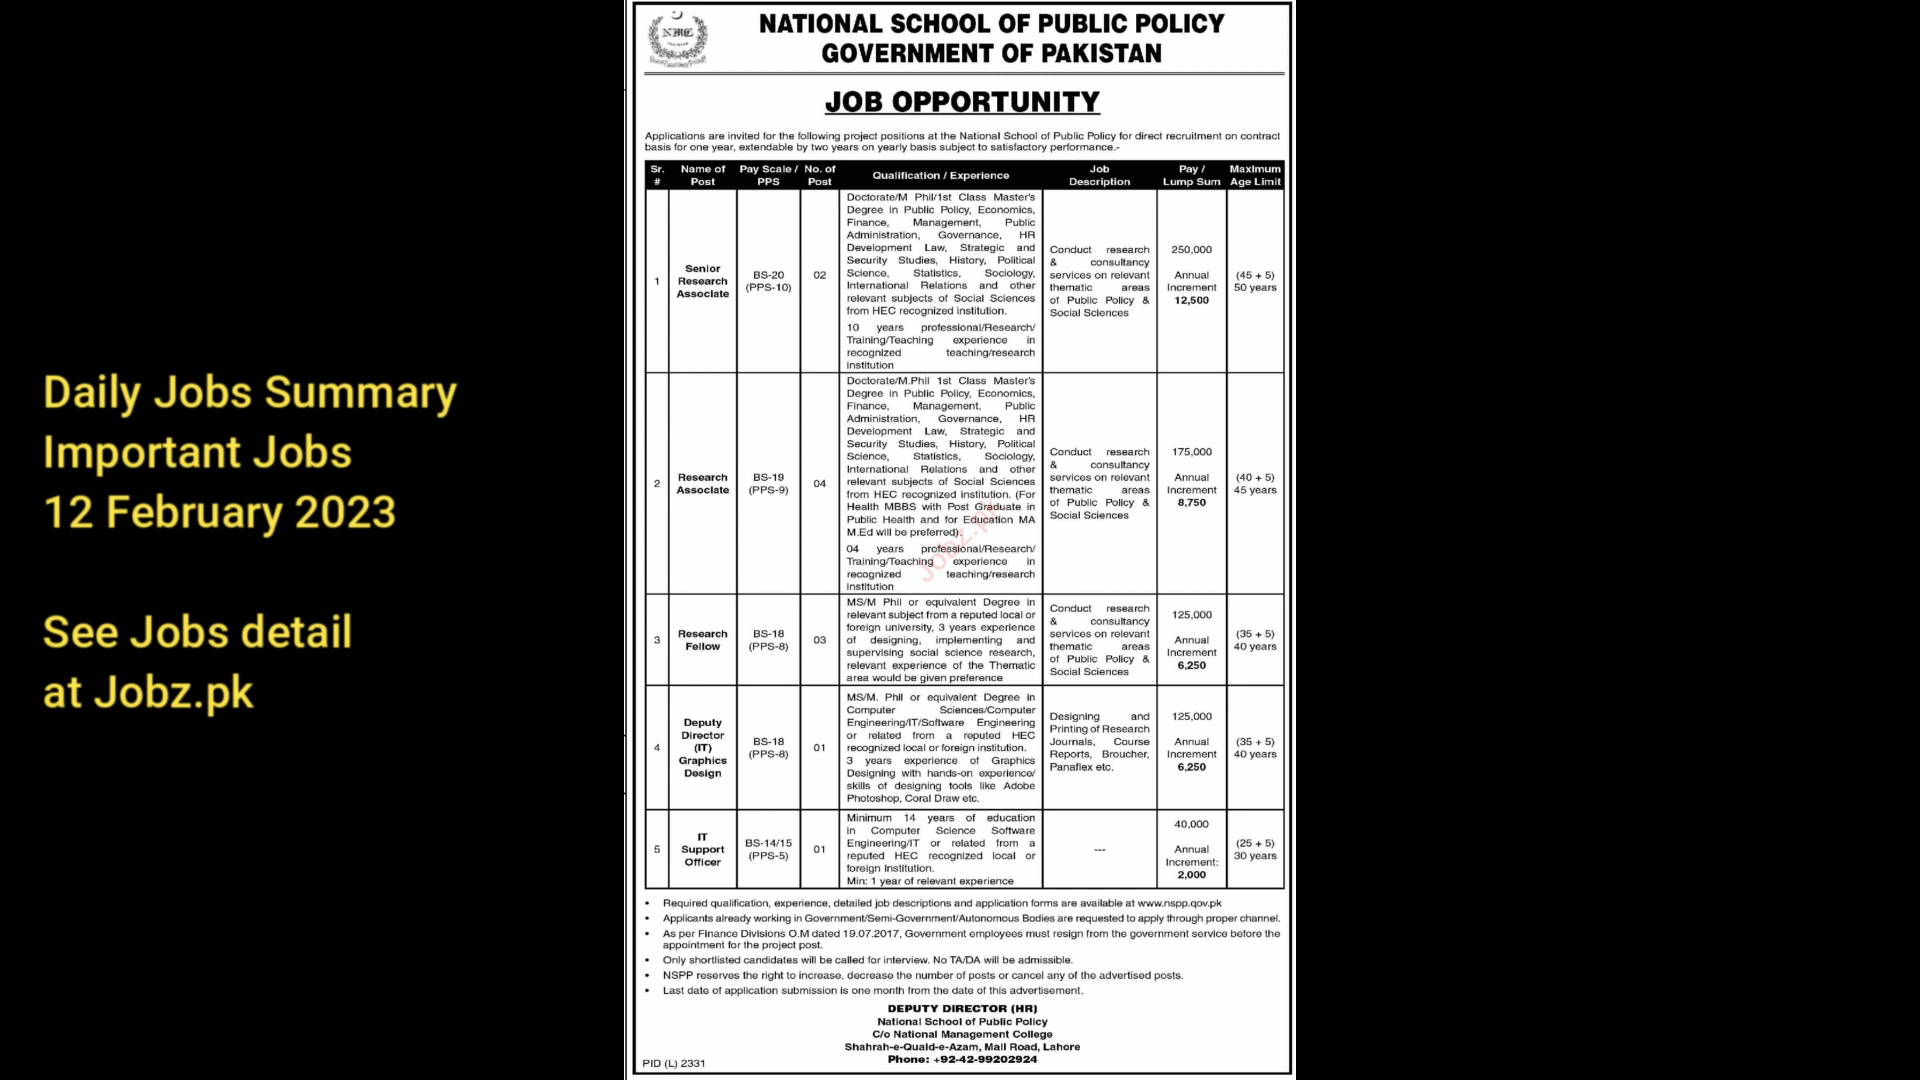 Daily Jobs Summary
Important Jobs
12 February 2023
See Jobs detail
at Jobz.pk
NATIONAL SCHOOL OF PUBLIC POLICY
GOVERNMENT OF PAKISTAN
JOB OPPORTUNITY
Applications are invited for the following project positions at the National School of Public Policy for direct recruitment on contract
basis for one year, extendable by two years on yearly basis subject to satisfactory performance.-
Sr. #
Name of Post
Pay Scale / PPS
No. of Post
Qualification / Experience
Job Description
Pay / Lump Sum
Maximum Age Limit
1
Senior
Research
Associate
BS-20
(PPS-10)
02
Doctorate/M Phil/1st Class Master's
Degree in Public Policy, Economics,
Finance, Management, Public
Administration, Governance, HR
Development Law, Strategic and
Security Studies, History, Political
Science, Statistics, Sociology,
International Relations and other
relevant subjects of Social Sciences
from HEC recognized institution.
10 years professional/Research/
Training/Teaching experience in
recognized teaching/research
institution
Conduct research
& consultancy
services on relevant
thematic areas
of Public Policy &
Social Sciences
250,000
Annual
Increment
12,500
(45 + 5)
50 years
2
Research
Associate
BS-19
(PPS-9)
04
Doctorate/M.Phil 1st Class Master's
Degree in Public Policy, Economics,
Finance, Management, Public
Administration, Governance, HR
Development Law, Strategic and
Security Studies, History, Political
Science, Statistics, Sociology,
International Relations and other
relevant subjects of Social Sciences
from HEC recognized institution. (For
Health MBBS with Post Graduate in
Public Health and for Education MA
M.Ed will be preferred).
04 years professional/Research/
Training/Teaching experience in
recognized teaching/research
institution
Conduct research
& consultancy
services on relevant
thematic areas
of Public Policy &
Social Sciences
175,000
Annual
Increment
8,750
(40 + 5)
45 years
3
Research
Fellow
BS-18
(PPS-8)
03
MS/M Phil or equivalent Degree in
relevant subject from a reputed local or
foreign university, 3 years experience
of designing, implementing and
supervising social science research,
relevant experience of the Thematic
area would be given preference
Conduct research
& consultancy
services on relevant
thematic areas
of Public Policy &
Social Sciences
125,000
Annual
Increment
6,250
(35 + 5)
40 years
4
Deputy
Director
(IT)
Graphics
Design
BS-18
(PPS-8)
01
MS/M. Phil or equivalent Degree in
Computer Sciences/Computer
Engineering/IT/Software Engineering
or related from a reputed HEC
recognized local or foreign institution.
3 years experience of Graphics
Designing with hands-on experience/
skills of designing tools like Adobe
Photoshop, Coral Draw etc.
Designing and
Printing of Research
Journals, Course
Reports, Broucher,
Panaflex etc.
125,000
Annual
Increment
6,250
(35 + 5)
40 years
5
IT
Support
Officer
BS-14/15
(PPS-5)
01
Minimum 14 years of education
in Computer Science Software
Engineering/IT or related from a
reputed HEC recognized local or
foreign Institution.
Min: 1 year of relevant experience
---
40,000
Annual
Increment:
2,000
(25 + 5)
30 years
Jobz.pk
• Required qualification, experience, detailed job descriptions and application forms are available at www.nspp.gov.pk
• Applicants already working in Government/Semi-Government/Autonomous Bodies are requested to apply through proper channel.
• As per Finance Divisions O.M dated 19.07.2017, Government employees must resign from the government service before the
appointment for the project post.
• Only shortlisted candidates will be called for interview. No TA/DA will be admissible.
• NSPP reserves the right to increase, decrease the number of posts or cancel any of the advertised posts.
• Last date of application submission is one month from the date of this advertisement.
DEPUTY DIRECTOR (HR)
National School of Public Policy
C/o National Management College
Shahrah-e-Quaid-e-Azam, Mall Road, Lahore
Phone: +92-42-99202924
PID (L) 2331